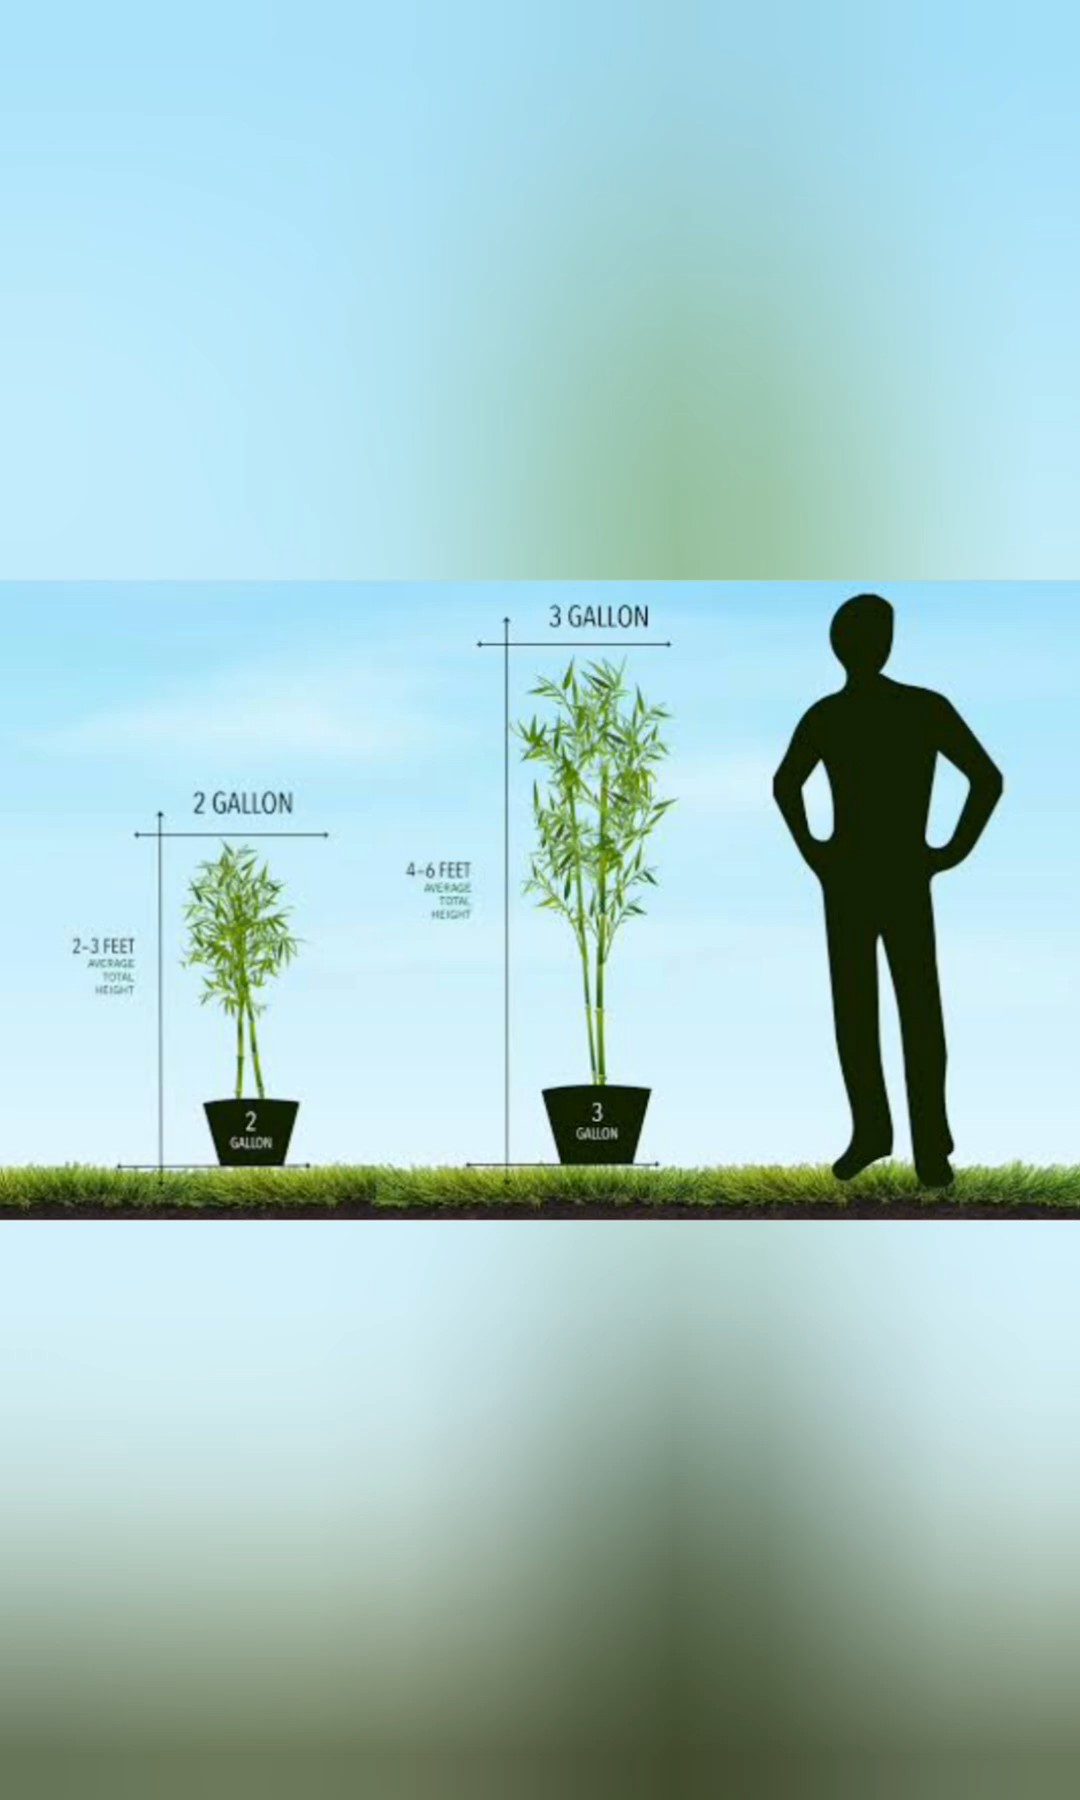 2 GALLON
2-3 FEET
AVERAGE
TOTAL
HEIGHT
2
GALLON
3 GALLON
4-6 FEET
AVERAGE
TOTAL
HEIGHT
3
GALLON